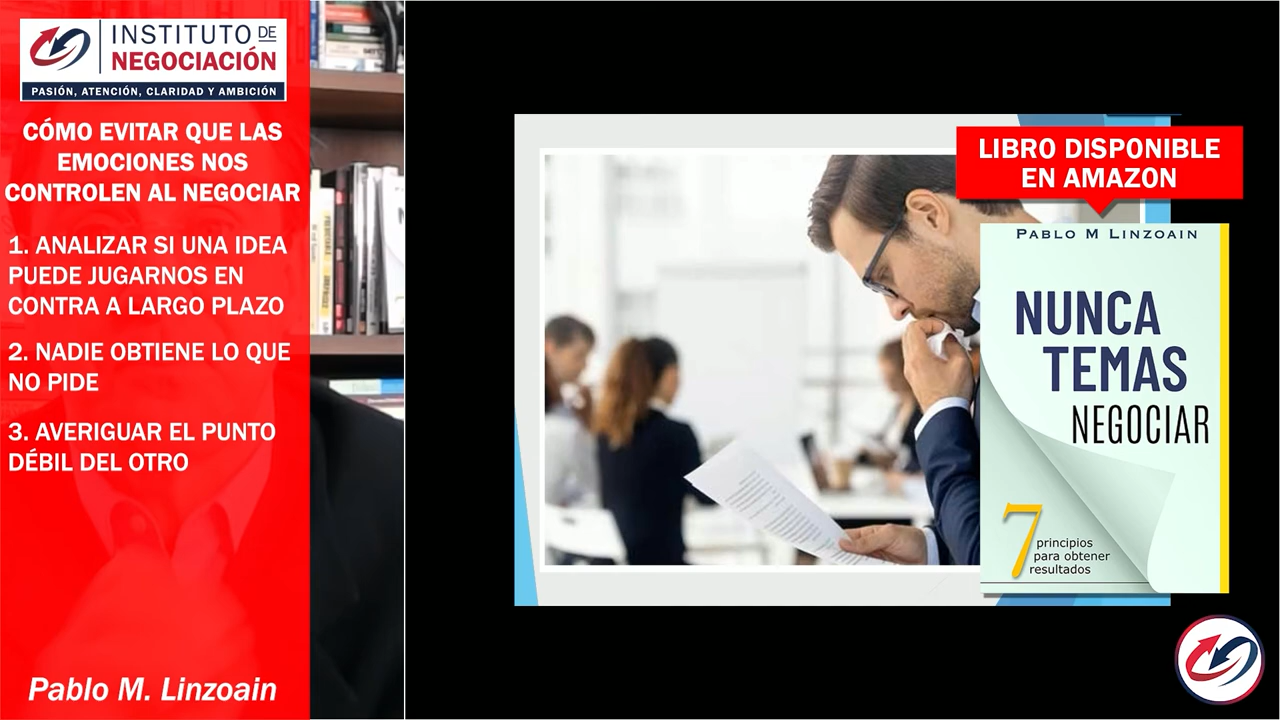 INSTITUTO DE
NEGOCIACIÓN
PASIÓN, ATENCIÓN, CLARIDAD Y AMBICIÓN
CÓMO EVITAR QUE LAS
EMOCIONES NOS
CONTROLEN AL NEGOCIAR
1. ANALIZAR SI UNA IDEA
PUEDE JUGARNOS EN
CONTRA A LARGO PLAZO
2. NADIE OBTIENE LO QUE
NO PIDE
3. AVERIGUAR EL PUNTO
DÉBIL DEL OTRO
Pablo M. Linzoain
LIBRO DISPONIBLE
EN AMAZON
PABLO M LINZOAIN
NUNCA
TEMAS
NEGOCIAR
7 principios
para obtener
resultados